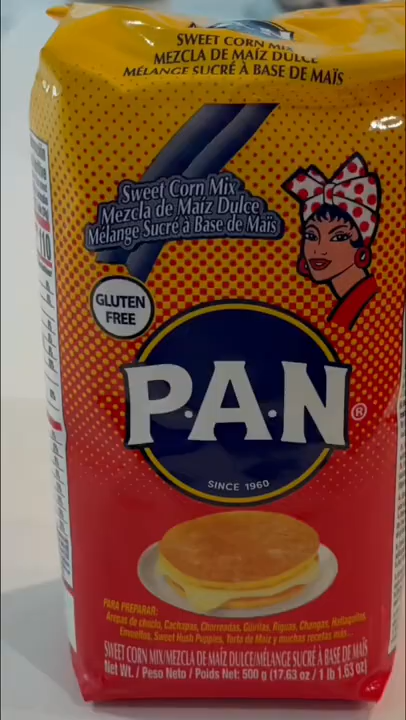 SWEET CORN MIX
MEZCLA DE MAÍZ DULCE
MÉLANGE SUCRÉ À BASE DE MAÏS
Sweet Corn Mix
Mezcla de Maíz Dulce
Mélange Sucré à Base de Maïs
110
GLUTEN
FREE
P.A.N®
SINCE 1960
PARA PREPARAR:
Arepas de choclo, Cachapas, Chorreadas, Güirilas, Riguas, Changas, Hallaquitas,
Envueltos, Sweet Hush Puppies, Torta de Maíz y muchas recetas más...
SWEET CORN MIX/MEZCLA DE MAÍZ DULCE/MÉLANGE SUCRÉ À BASE DE MAÏS
Net Wt. / Peso Neto / Poids Net: 500 g (17.63 oz / 1 lb 1.63 oz)